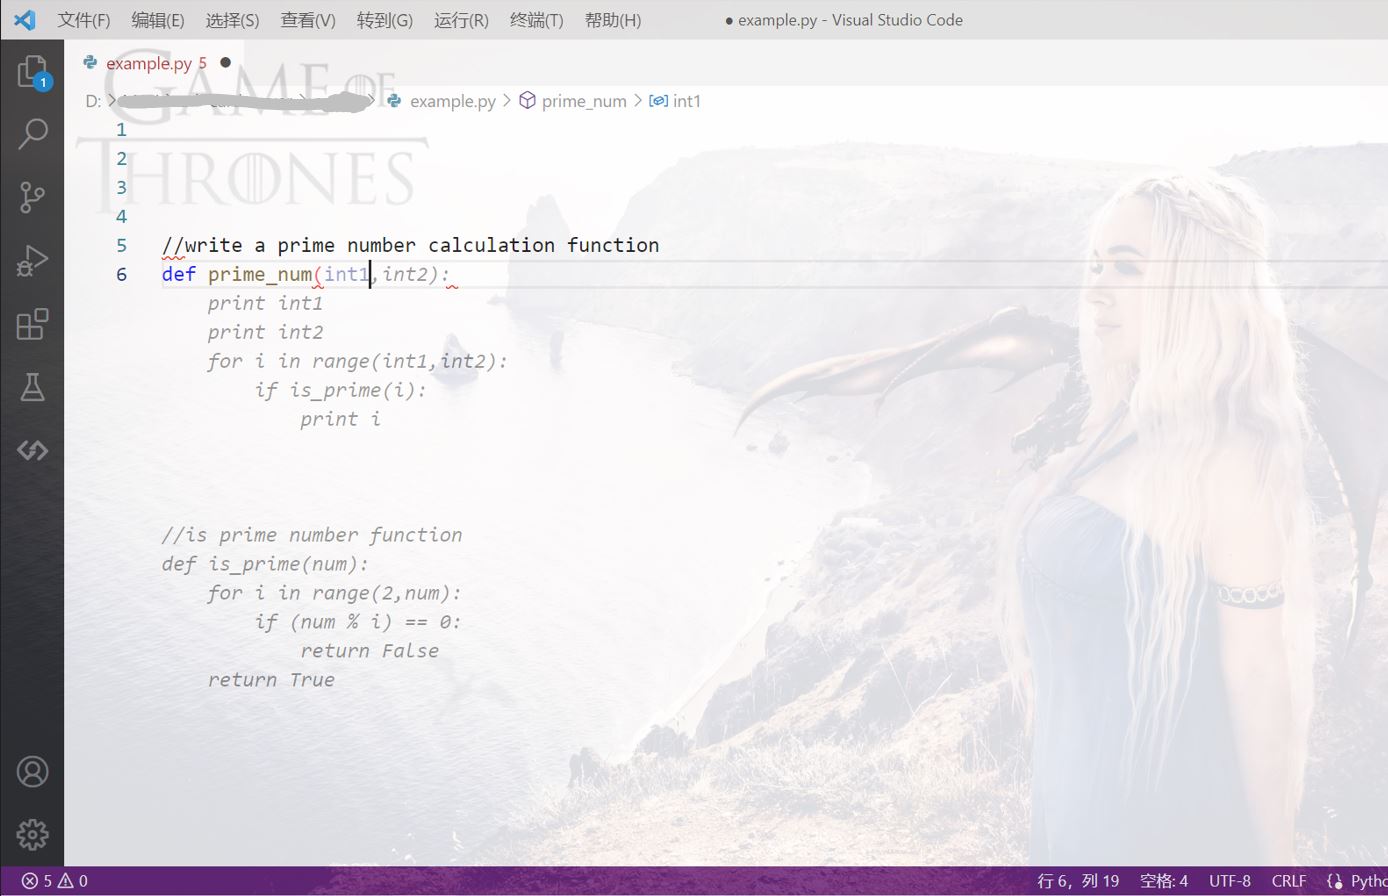 文件(F) 编辑(E) 选择(S) 查看(V) 转到(G) 运行(R) 终端(T) 帮助(H) ● example.py - Visual Studio Code
example.py 5 ●
GAME OF
THRONES
D: > example.py > prime_num > int1
1
1
2
3
4
5 //write a prime number calculation function
6 def prime_num(int1,int2):
print int1
print int2
for i in range(int1,int2):
if is_prime(i):
print i
//is prime number function
def is_prime(num):
for i in range(2,num):
if (num % i) == 0:
return False
return True
5 0 行 6，列 19 空格: 4 UTF-8 CRLF